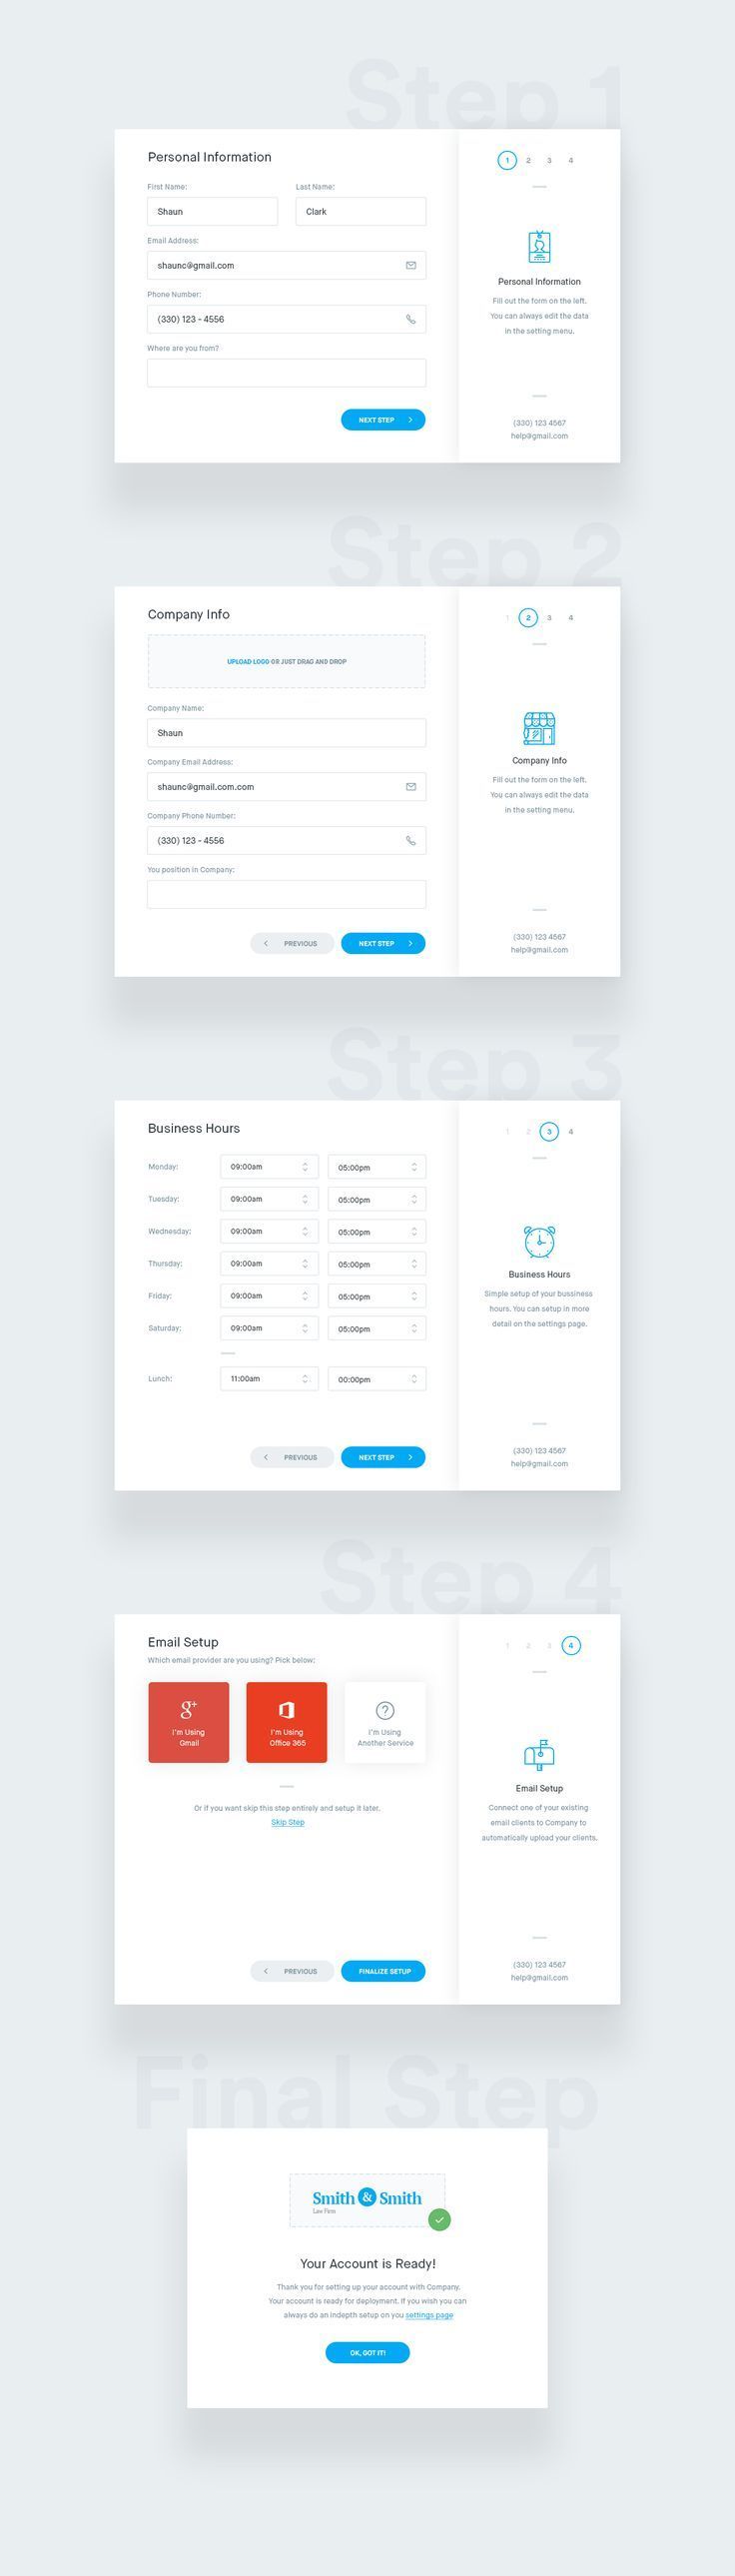 Step 1
Personal Information
First Name:
Last Name:
Shaun
Clark
Email Address:
shaunc@gmail.com
Phone Number:
(330) 123 - 4556
Where are you from?
NEXT STEP
1 2 3 4
Personal Information
Fill out the form on the left.
You can always edit the data
in the setting menu.
(330) 123 4567
help@gmail.com
Step 2
Company Info
UPLOAD LOGO OR JUST DRAG AND DROP
Company Name:
Shaun
Company Email Address:
shaunc@gmail.com.com
Company Phone Number:
(330) 123 - 4556
You position in Company:
PREVIOUS
NEXT STEP
1 2 3 4
Company Info
Fill out the form on the left.
You can always edit the data
in the setting menu.
(330) 123 4567
help@gmail.com
Step 3
Business Hours
Monday: 09:00am 05:00pm
Tuesday: 09:00am 05:00pm
Wednesday: 09:00am 05:00pm
Thursday: 09:00am 05:00pm
Friday: 09:00am 05:00pm
Saturday: 09:00am 05:00pm
Lunch: 11:00am 00:00pm
PREVIOUS
NEXT STEP
1 2 3 4
Business Hours
Simple setup of your bussiness
hours. You can setup in more
detail on the settings page.
(330) 123 4567
help@gmail.com
Step 4
Email Setup
Which email provider are you using? Pick below:
g+
I'm Using
Gmail
I'm Using
Office 365
?
I'm Using
Another Service
Or if you want skip this step entirely and setup it later.
Skip Step
PREVIOUS
FINALIZE SETUP
1 2 3 4
Email Setup
Connect one of your existing
email clients to Company to
automatically upload your clients.
(330) 123 4567
help@gmail.com
Final Step
Smith & Smith
Law Firm
Your Account is Ready!
Thank you for setting up your account with Company.
Your account is ready for deployment. If you wish you can
always do an indepth setup on you settings page
OK, GOT IT!